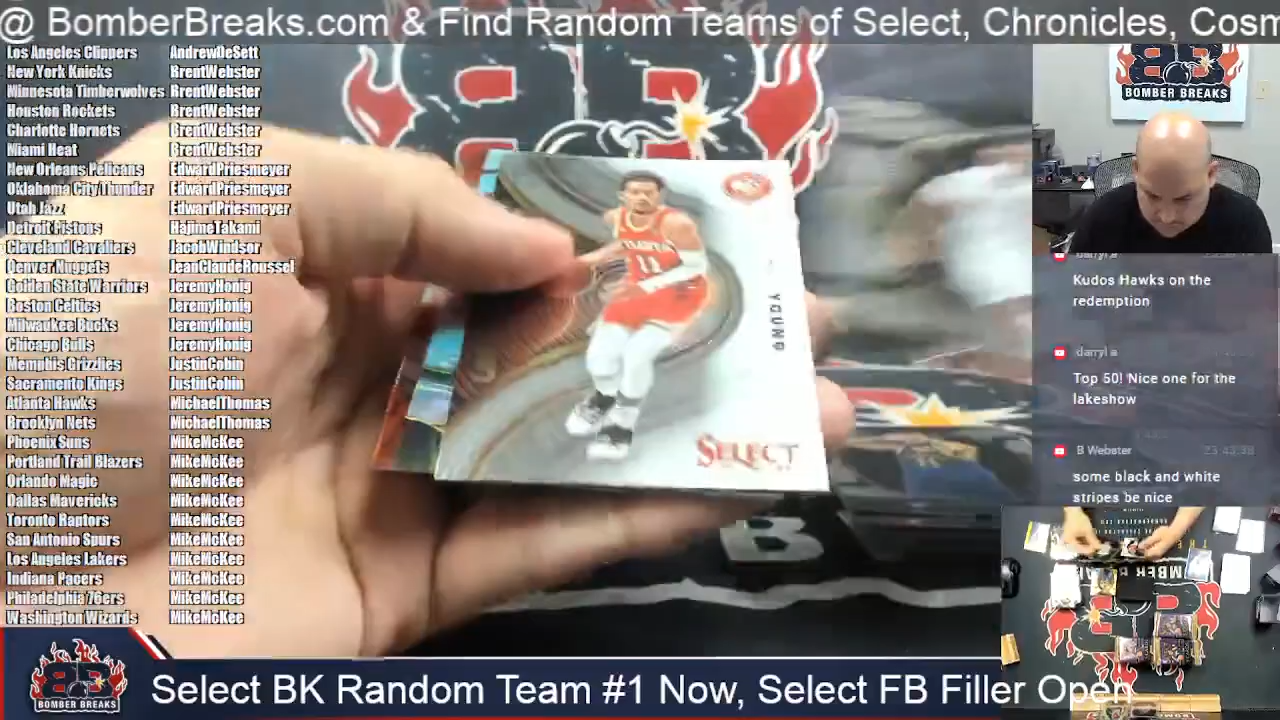 @ BomberBreaks.com & Find Random Teams of Select, Chronicles, Cosm
Los Angeles Clippers AndrewDeSett
New York Knicks BrentWebster
Minnesota Timberwolves BrentWebster
Houston Rockets BrentWebster
Charlotte Hornets BrentWebster
Miami Heat BrentWebster
New Orleans Pelicans EdwardPriesmeyer
Oklahoma City Thunder EdwardPriesmeyer
Utah Jazz EdwardPriesmeyer
Detroit Pistons HajimeTakami
Cleveland Cavaliers JacobWindsor
Denver Nuggets JeanClaudeRoussel
Golden State Warriors JeremyHonig
Boston Celtics JeremyHonig
Milwaukee Bucks JeremyHonig
Chicago Bulls JeremyHonig
Memphis Grizzlies JustinCobin
Sacramento Kings JustinCobin
Atlanta Hawks MichaelThomas
Brooklyn Nets MichaelThomas
Phoenix Suns MikeMcKee
Portland Trail Blazers MikeMcKee
Orlando Magic MikeMcKee
Dallas Mavericks MikeMcKee
Toronto Raptors MikeMcKee
San Antonio Spurs MikeMcKee
Los Angeles Lakers MikeMcKee
Indiana Pacers MikeMcKee
Philadelphia 76ers MikeMcKee
Washington Wizards MikeMcKee
11
YOUNG
SELECT
B
BOMBER BREAKS
darryl a
Kudos Hawks on the
redemption
darryl a
Top 50! Nice one for the
lakeshow
B Webster 23:43:38
some black and white
stripes be nice
BOMBER BREAKS
Select BK Random Team #1 Now, Select FB Filler Open